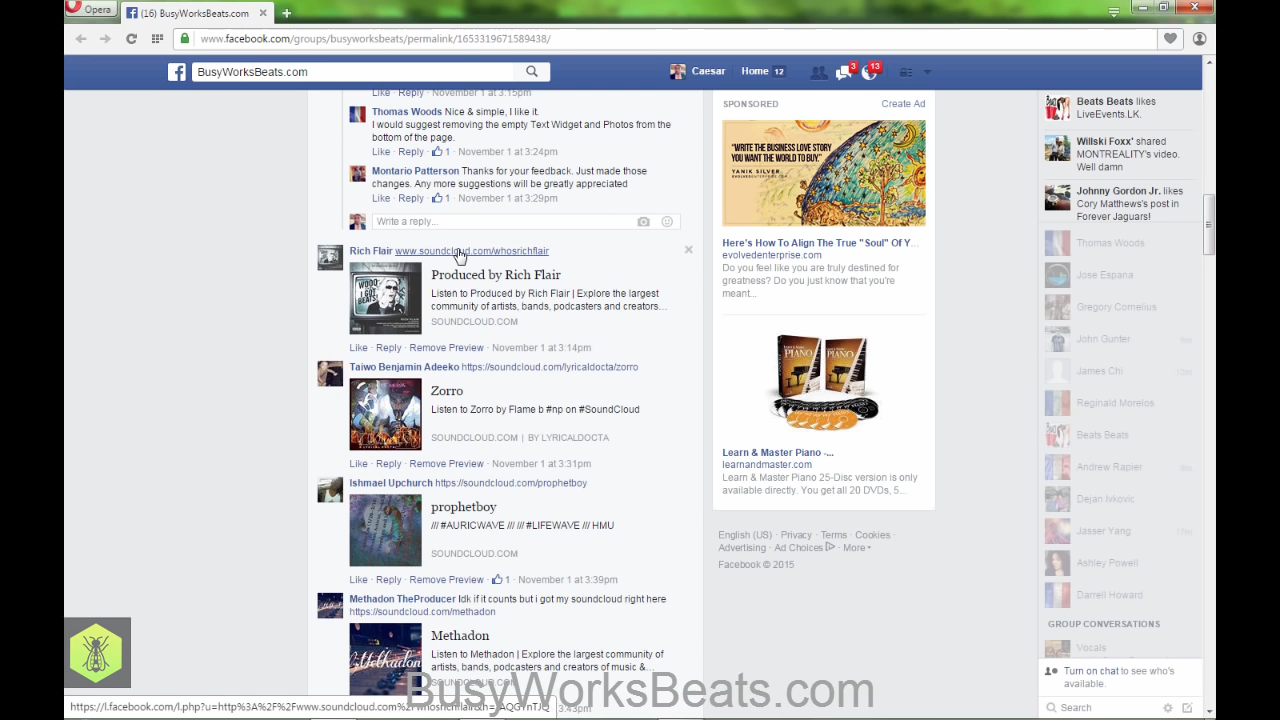 Opera
(16) BusyWorksBeats.com
www.facebook.com/groups/busyworksbeats/permalink/1653319671589438/
BusyWorksBeats.com
Caesar
Home 12
3
13
Like · Reply · November 1 at 3:15pm
Thomas Woods Nice & simple, I like it.
I would suggest removing the empty Text Widget and Photos from the
bottom of the page.
Like · Reply · 1 · November 1 at 3:24pm
Montario Patterson Thanks for your feedback. Just made those
changes. Any more suggestions will be greatly appreciated
Like · Reply · 1 · November 1 at 3:29pm
Write a reply...
Rich Flair www.soundcloud.com/whosrichflair
WOOO I GOT BEATS!
Produced by Rich Flair
Listen to Produced by Rich Flair | Explore the largest
community of artists, bands, podcasters and creators...
SOUNDCLOUD.COM
Like · Reply · Remove Preview · November 1 at 3:14pm
Taiwo Benjamin Adeeko https://soundcloud.com/lyricaldocta/zorro
Zorro
Listen to Zorro by Flame b #np on #SoundCloud
SOUNDCLOUD.COM | BY LYRICALDOCTA
Like · Reply · Remove Preview · November 1 at 3:31pm
Ishmael Upchurch https://soundcloud.com/prophetboy
prophetboy
/// #AURICWAVE /// /// #LIFEWAVE /// HMU
SOUNDCLOUD.COM
Like · Reply · Remove Preview · 1 · November 1 at 3:39pm
Methadon TheProducer Idk if it counts but i got my soundcloud right here
https://soundcloud.com/methadon
Methadon
Methadon
Listen to Methadon | Explore the largest community of
artists, bands, podcasters and creators of music &...
SOUNDCLOUD.COM
3:43pm
SPONSORED
Create Ad
"WRITE THE BUSINESS LOVE STORY
YOU WANT THE WORLD TO BUY."
YANIK SILVER
Here's How To Align The True "Soul" Of Y...
evolvedenterprise.com
Do you feel like you are truly destined for
greatness? Do you just know that you're
meant...
PIANO
PIANO
Learn & Master Piano -...
learnandmaster.com
Learn & Master Piano 25-Disc version is only
available directly. You get all 20 DVDs, 5...
English (US) · Privacy · Terms · Cookies ·
Advertising · Ad Choices · More
Facebook © 2015
Beats Beats likes
LiveEvents.LK.
Willski Foxx' shared
MONTREALITY's video.
Well damn
Johnny Gordon Jr. likes
Cory Matthews's post in
Forever Jaguars!
Thomas Woods
Jose Espana
Gregory Cornelius
John Gunter
James Chi
Reginald Morelos
Beats Beats
Andrew Rapier
Dejan Ivkovic
Jasser Yang
Ashley Powell
Darrell Howard
GROUP CONVERSATIONS
Vocals
Turn on chat to see who's
available.
Search
BusyWorksBeats.com